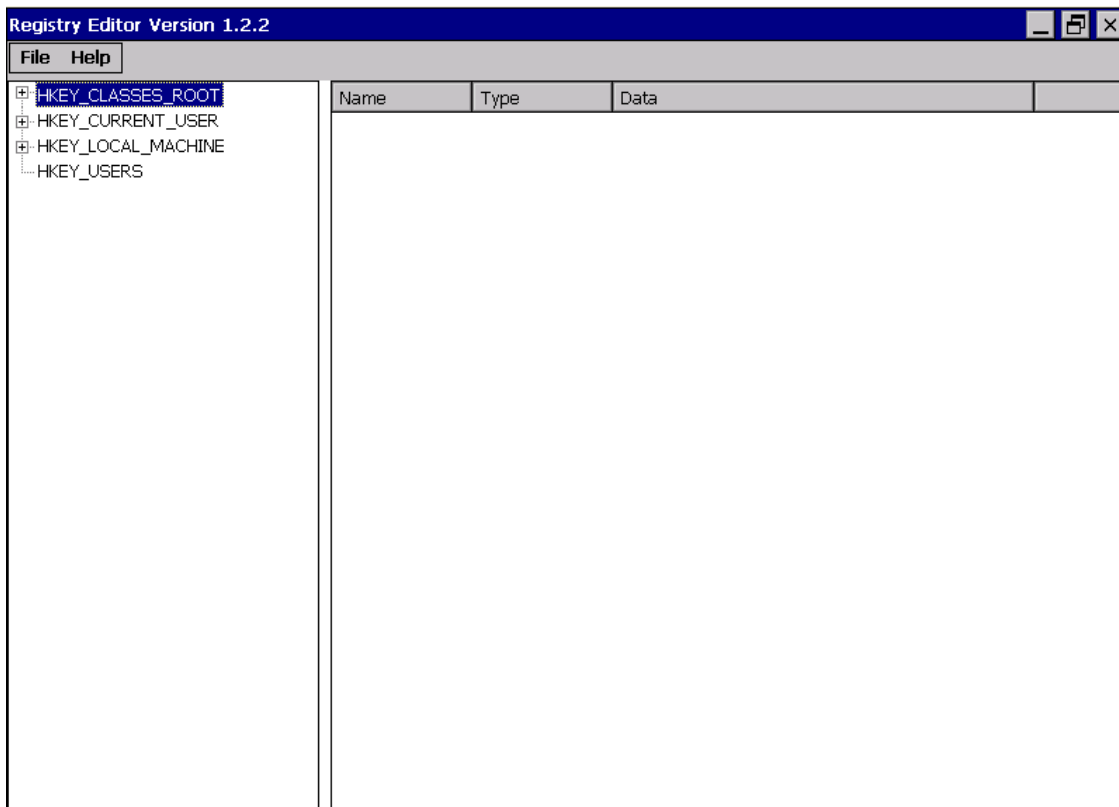 Registry Editor Version 1.2.2
File Help
Name Type Data
HKEY_CLASSES_ROOT
HKEY_CURRENT_USER
HKEY_LOCAL_MACHINE
HKEY_USERS